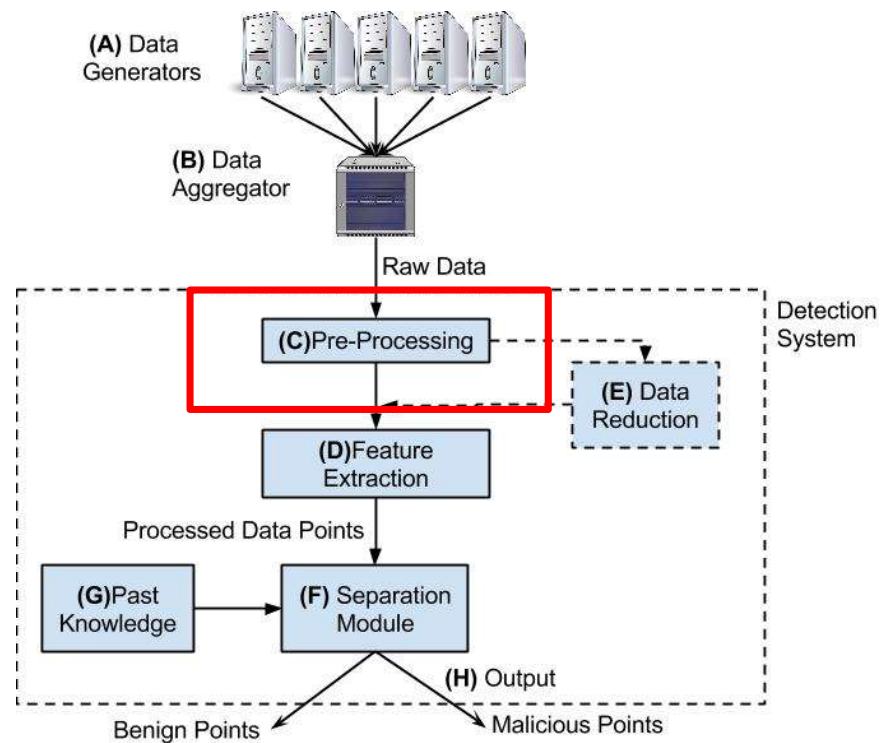 (A) Data
Generators
(B) Data
Aggregator
Raw Data
Detection
System
(C)Pre-Processing
(E) Data
Reduction
(D)Feature
Extraction
Processed Data Points
(G)Past
Knowledge
(F) Separation
Module
(H) Output
Benign Points
Malicious Points